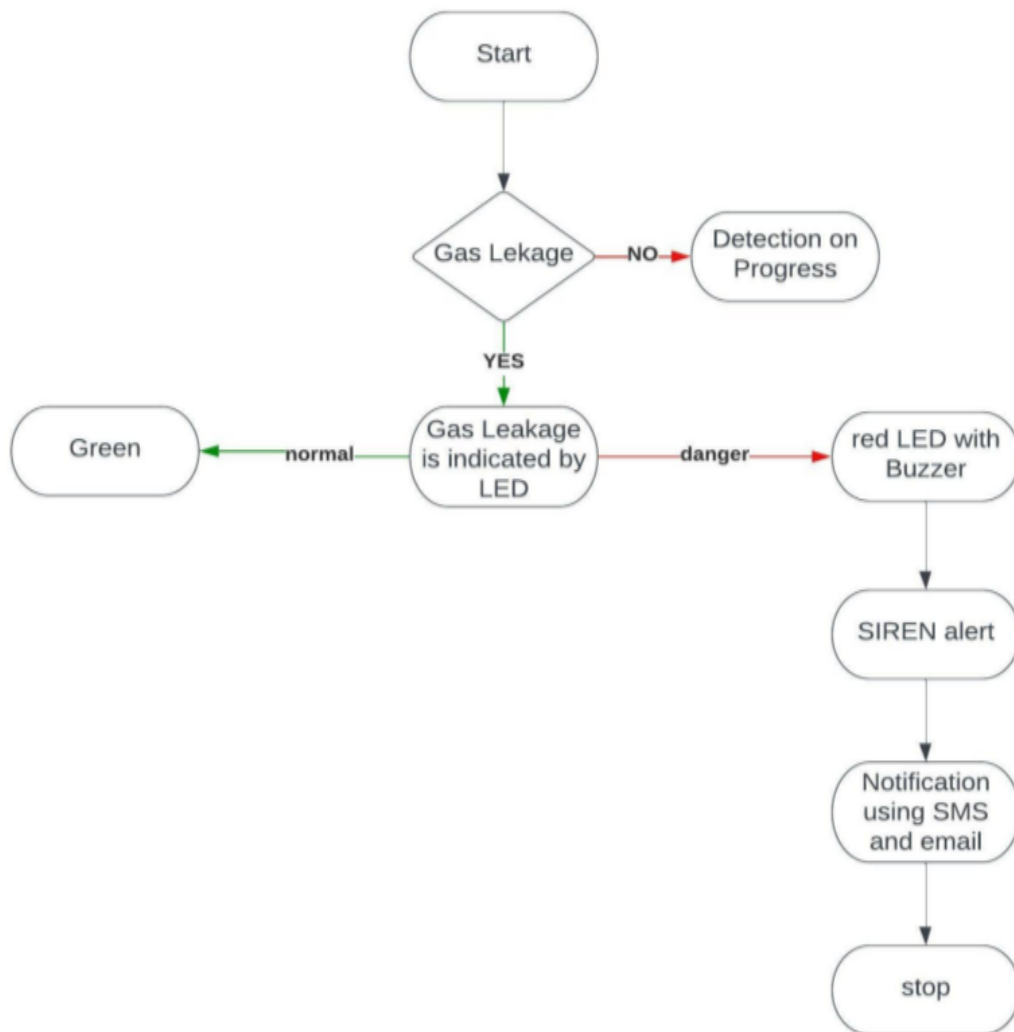 Start
Gas Lekage
NO
Detection on
Progress
YES
Green
normal
Gas Leakage
is indicated by
LED
danger
red LED with
Buzzer
SIREN alert
Notification
using SMS
and email
stop